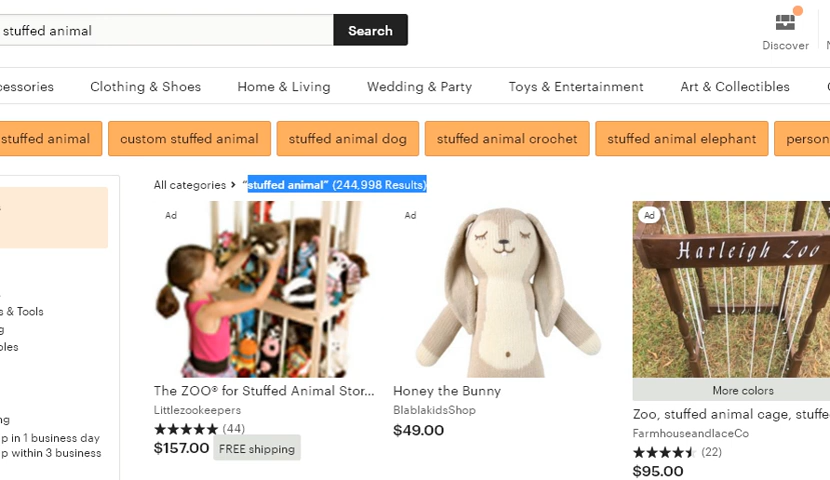 stuffed animal
Search
Discover
Clothing & Shoes
Home & Living
Wedding & Party
Toys & Entertainment
Art & Collectibles
stuffed animal
custom stuffed animal
stuffed animal dog
stuffed animal crochet
stuffed animal elephant
All categories > “stuffed animal” (244,998 Results)
& Tools
p in 1 business day
p within 3 business
Ad
The ZOO® for Stuffed Animal Stor...
Littlezookeepers
(44)
$157.00 FREE shipping
Ad
Honey the Bunny
BlablakidsShop
$49.00
Ad
Harleigh Zoo
More colors
Zoo, stuffed animal cage, stuffe
FarmhouseandlaceCo
(22)
$95.00